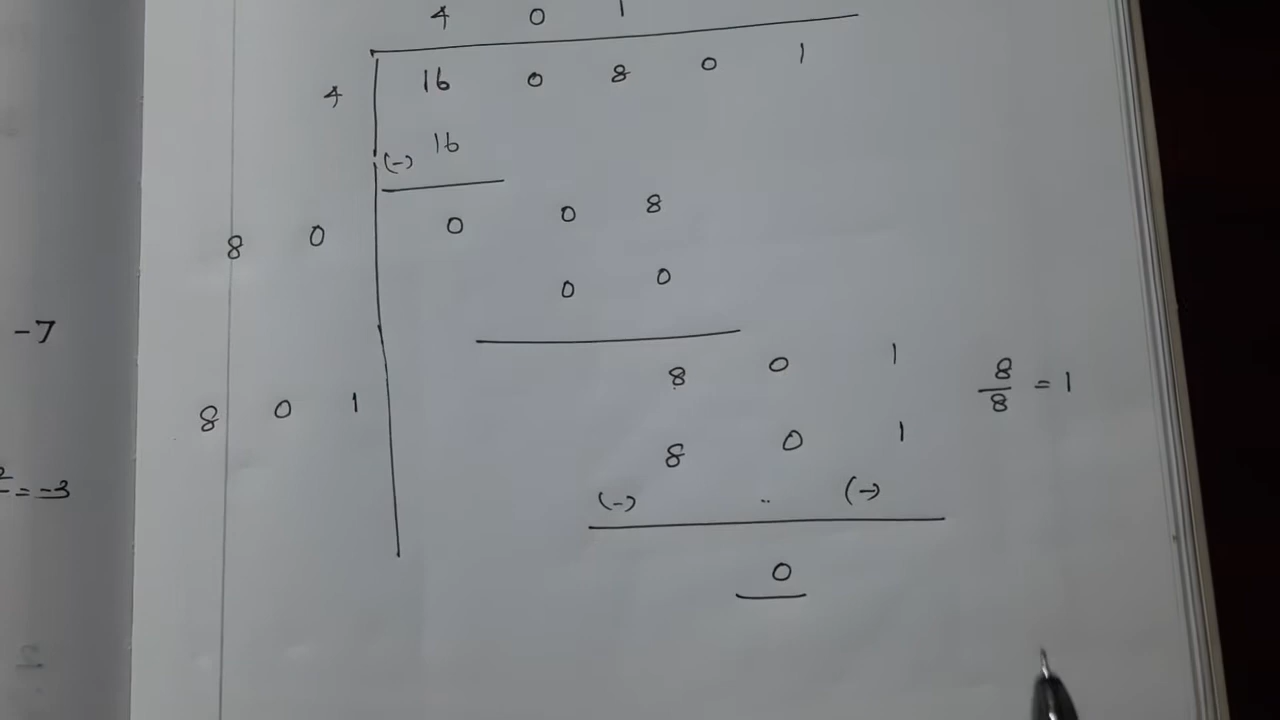 4 0 1
4 16 0 8 0 1
(-) 16
8 0 0 0 8
0 0
-7
8 0 1 8 0 1 8/8 = 1
8 0 1
= -3 (-) (-)
0